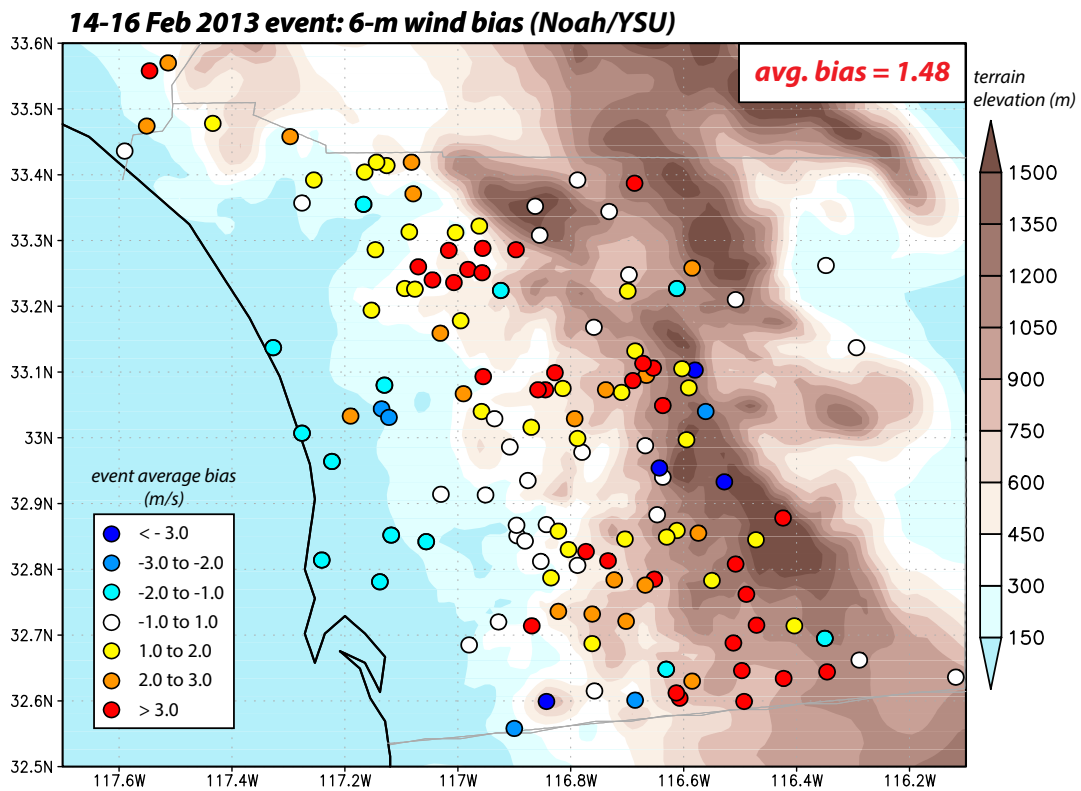 14-16 Feb 2013 event: 6-m wind bias (Noah/YSU)
avg. bias = 1.48
terrain
elevation (m)
33.6N
33.5N
33.4N
33.3N
33.2N
33.1N
33N
32.9N
32.8N
32.7N
32.6N
32.5N
1500
1350
1200
1050
900
750
600
450
300
150
event average bias
(m/s)
< - 3.0
-3.0 to -2.0
-2.0 to -1.0
-1.0 to 1.0
1.0 to 2.0
2.0 to 3.0
> 3.0
117.6W 117.4W 117.2W 117W 116.8W 116.6W 116.4W 116.2W